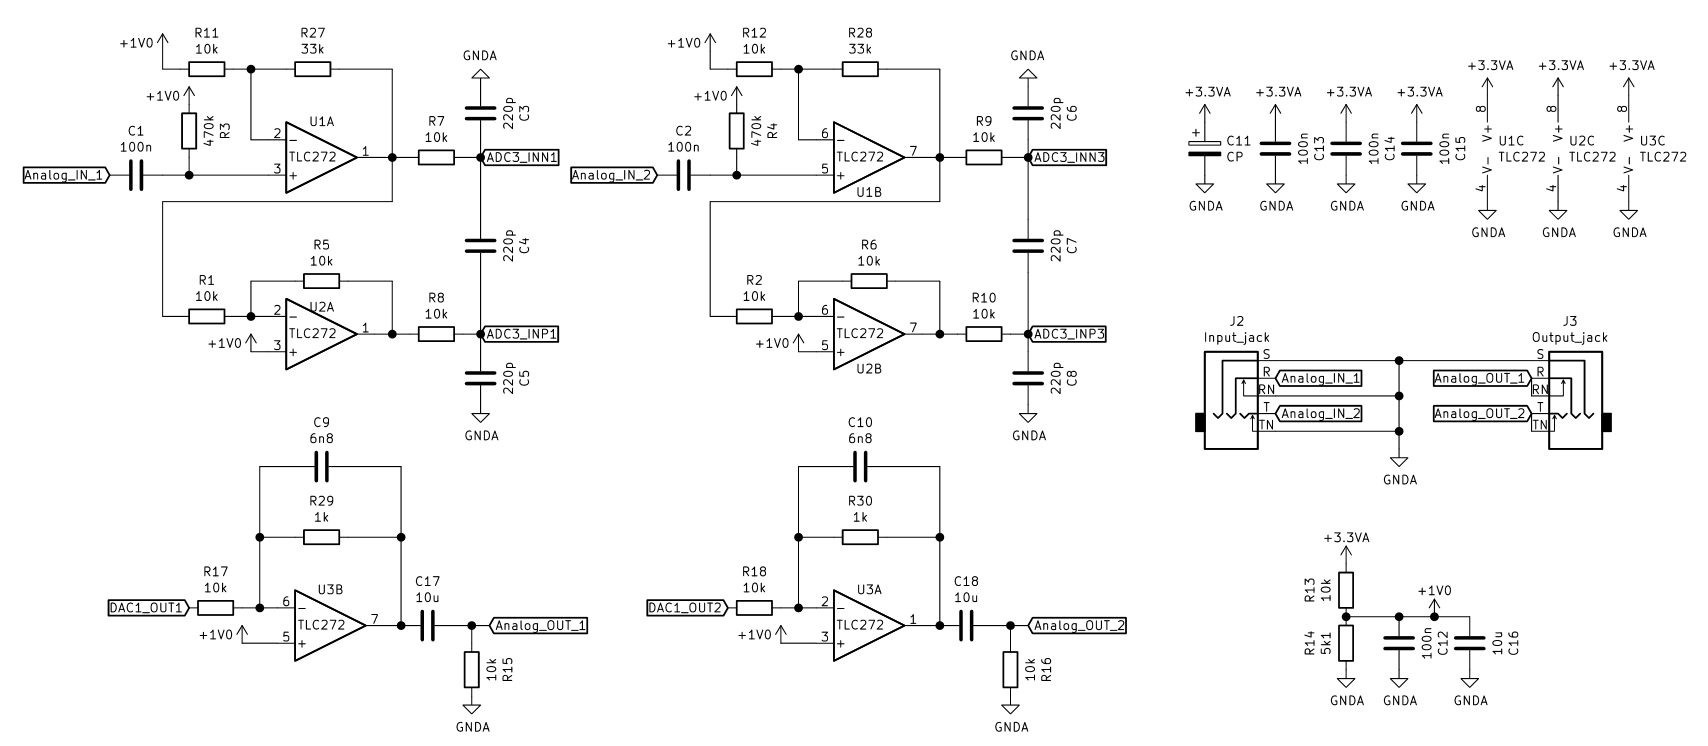 +1V0
R11
10k
R27
33k
GNDA
220p
C3
+1V0
470k
R3
C1
100n
Analog_IN_1
U1A
TLC272
2
3
1
R7
10k
ADC3_INN1
220p
C4
R1
10k
R5
10k
U2A
TLC272
2
3
1
+1V0
R8
10k
ADC3_INP1
220p
C5
GNDA
+1V0
R12
10k
R28
33k
GNDA
220p
C6
+1V0
470k
R4
C2
100n
Analog_IN_2
TLC272
U1B
6
5
7
R9
10k
ADC3_INN3
220p
C7
R2
10k
R6
10k
TLC272
U2B
6
5
7
+1V0
R10
10k
ADC3_INP3
220p
C8
GNDA
C9
6n8
R29
1k
R17
10k
DAC1_OUT1
U3B
TLC272
6
5
7
+1V0
C17
10u
Analog_OUT_1
10k
R15
GNDA
C10
6n8
R30
1k
R18
10k
DAC1_OUT2
U3A
TLC272
2
3
1
+1V0
C18
10u
Analog_OUT_2
10k
R16
GNDA
+3.3VA
C11
CP
GNDA
+3.3VA
100n
C13
GNDA
+3.3VA
100n
C14
GNDA
+3.3VA
100n
C15
GNDA
+3.3VA
8
V+
U1C
TLC272
V-
4
GNDA
+3.3VA
8
V+
U2C
TLC272
V-
4
GNDA
+3.3VA
8
V+
U3C
TLC272
V-
4
GNDA
J2
Input_jack
S
R
RN
T
TN
Analog_IN_1
Analog_IN_2
GNDA
J3
Output_jack
S
R
RN
T
TN
Analog_OUT_1
Analog_OUT_2
+3.3VA
R13
10k
R14
5k1
GNDA
+1V0
100n
C12
GNDA
10u
C16
GNDA